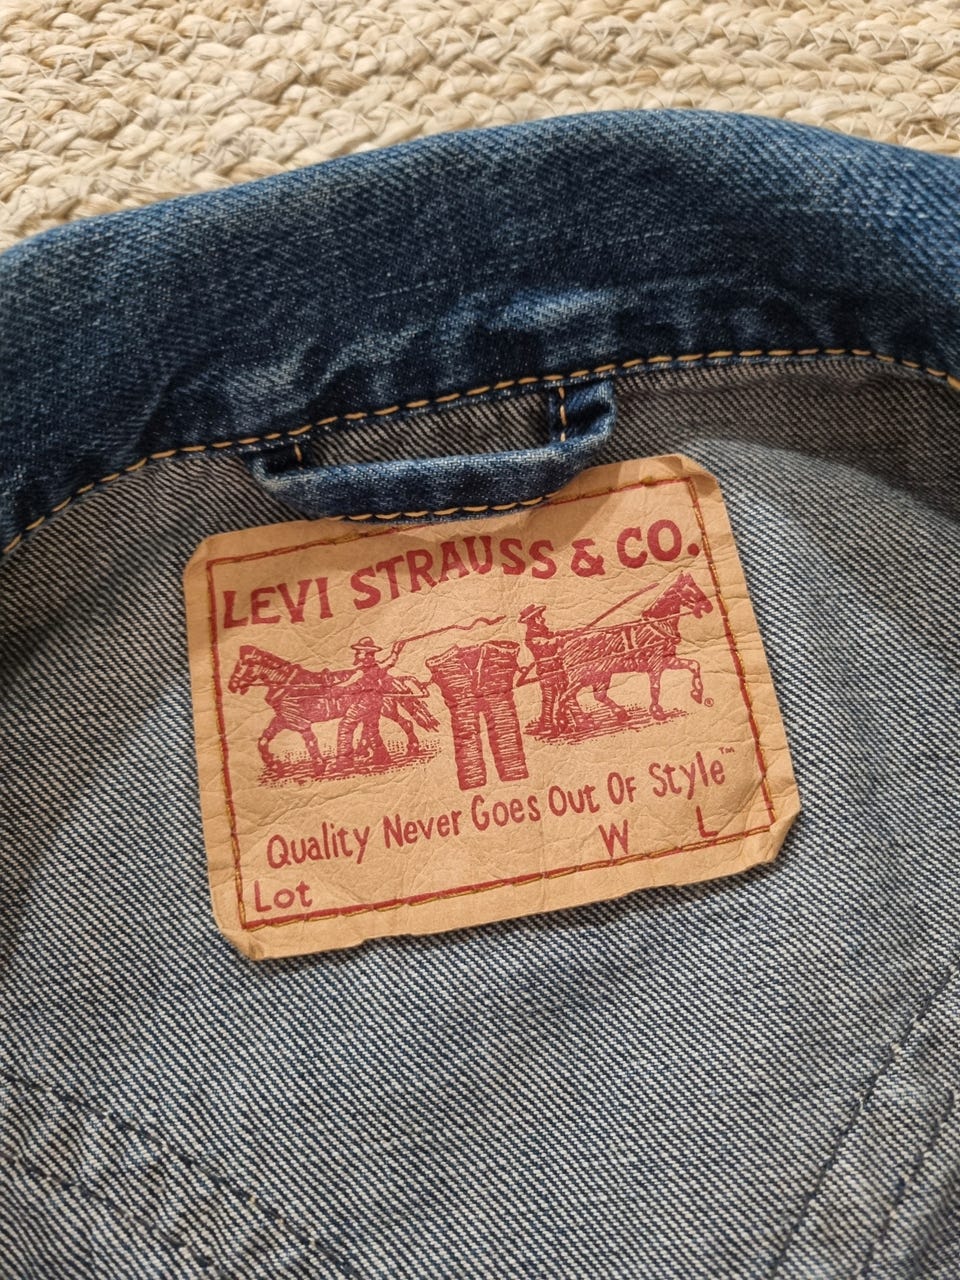 LEVI STRAUSS & CO.
®
Quality Never Goes Out Of Style™
W L
Lot